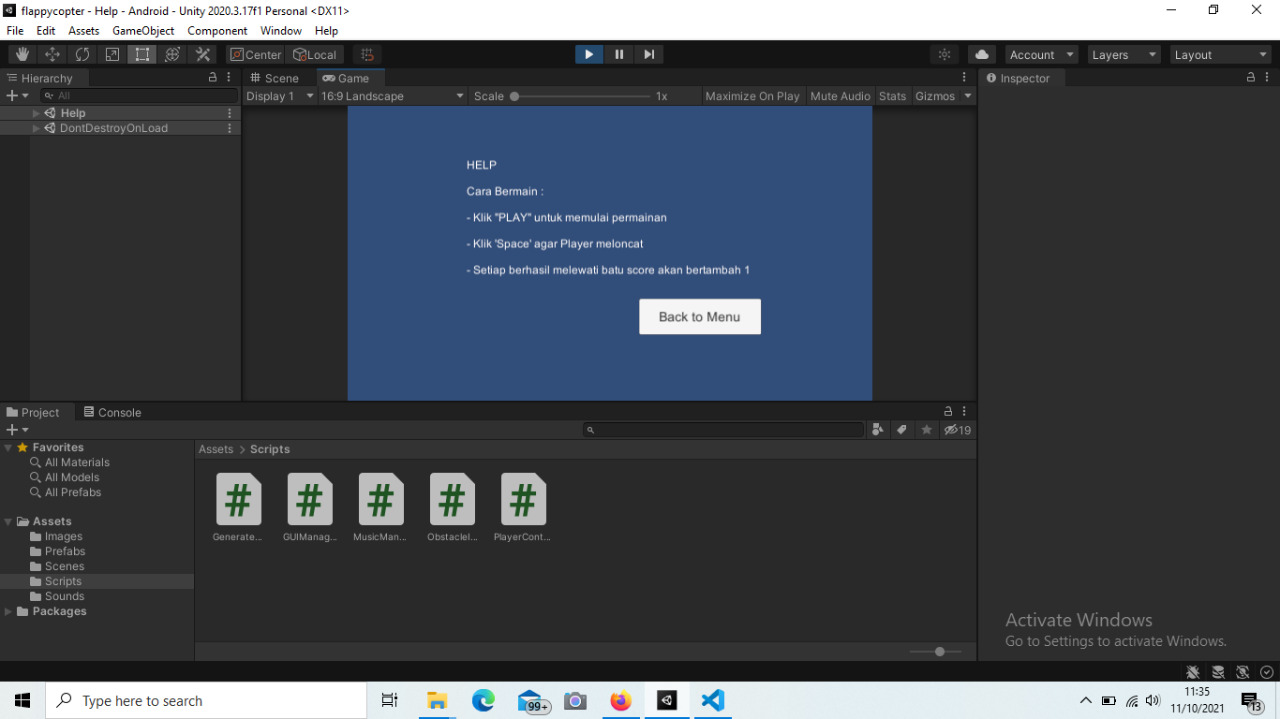 flappycopter - Help - Android - Unity 2020.3.17f1 Personal <DX11>
File Edit Assets GameObject Component Window Help
Center Local Account Layers Layout
Hierarchy
All
Help
DontDestroyOnLoad
Scene Game
Display 1 16:9 Landscape Scale 1x Maximize On Play Mute Audio Stats Gizmos
HELP
Cara Bermain :
- Klik "PLAY" untuk memulai permainan
- Klik 'Space' agar Player meloncat
- Setiap berhasil melewati batu score akan bertambah 1
Back to Menu
Inspector
Project Console
19
Favorites
All Materials
All Models
All Prefabs
Assets
Images
Prefabs
Scenes
Scripts
Sounds
Packages
Assets > Scripts
# # # # #
Generate... GUIManag... MusicMan... ObstacleI... PlayerCont...
Activate Windows
Go to Settings to activate Windows.
Type here to search
99+
11:35
11/10/2021
13